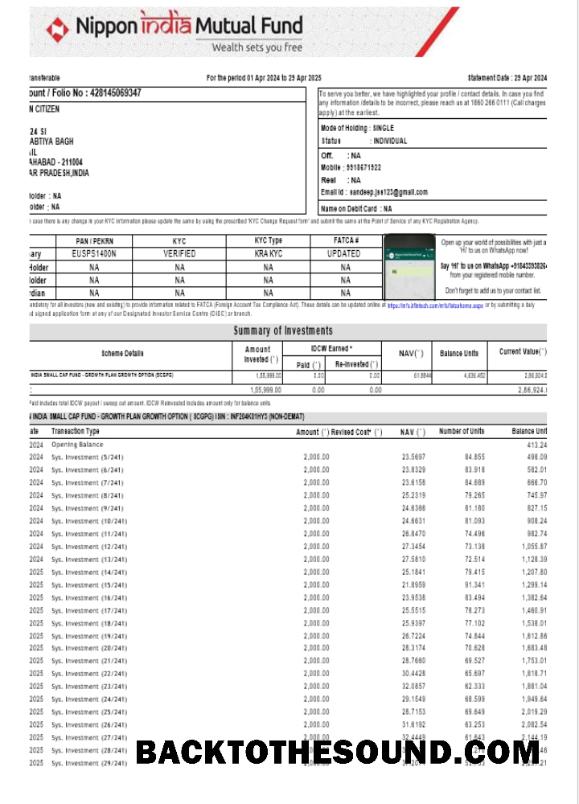 Nippon india Mutual Fund
Wealth sets you free
ransferable For the period 01 Apr 2024 to 29 Apr 2025 Statement Date : 29 Apr 2024
ount / Folio No : 428145069347
N CITIZEN
24 SI
ABTIYA BAGH
IL
AHABAD - 211004
AR PRADESH,INDIA
older : NA
older : NA
To serve you better, we have highlighted your profile / contact details. In case you find
any information /details to be incorrect, please reach us at 1860 266 0111 (Call charges
apply) at the earliest.
Mode of Holding : SINGLE
Status : INDIVIDUAL
Off. : NA
Mobile : 9918671922
Resi : NA
Email Id : sandeep.jse123@gmail.com
Name on Debit Card : NA
case there is any change in your KYC information please update the same by using the prescribed 'KYC Change Request form' and submit the same at the Point of Service of any KYC Registration Agency.
PAN / PEKRN KYC KYC Type FATCA #
ary EUSPS1400N VERIFIED KRA KYC UPDATED
Holder NA NA NA NA
Holder NA NA NA NA
rdian NA NA NA NA
Open up your world of possibilities with just a
'Hi' to us on WhatsApp now!
Say 'Hi' to us on WhatsApp
from your registered mobile number.
Don't forget to add us to your contact list.
andatory for all investors (new and existing) to provide information related to FATCA (Foreign Account Tax Compliance Act). These details can be updated online at or by submitting a duly
d signed application form at any of our Designated Investor Service Centre (DISC) or branch.
Summary of Investments
Scheme Details Amount Invested (`) IDCW Earned * Paid (`) Re-invested (`) NAV(`) Balance Units Current Value(`)
INDIA SMALL CAP FUND - GROWTH PLAN GROWTH OPTION (SCGPG) 1,55,999.00 0.00 0.00
: 1,55,999.00 0.00 0.00 2,86,924.
Paid includes total IDCW payout / sweep out amount. IDCW Reinvested includes amount only for balance units.
INDIA SMALL CAP FUND - GROWTH PLAN GROWTH OPTION ( SCGPG) ISIN : INF204K01HY3 (NON-DEMAT)
ate Transaction Type Amount (`) Revised Cost^ (`) NAV (`) Number of Units Balance Unit
2024 Opening Balance 413.24
2024 Sys. Investment (5/241) 2,000.00 23.5697 84.855 498.09
2024 Sys. Investment (6/241) 2,000.00 23.8329 83.918 582.01
2024 Sys. Investment (7/241) 2,000.00 23.6158 84.689 666.70
2024 Sys. Investment (8/241) 2,000.00 25.2319 79.265 745.97
2024 Sys. Investment (9/241) 2,000.00 24.6366 81.180 827.15
2024 Sys. Investment (10/241) 2,000.00 24.6631 81.093 908.24
2024 Sys. Investment (11/241) 2,000.00 26.8470 74.496 982.74
2024 Sys. Investment (12/241) 2,000.00 27.3454 73.138 1,055.87
2024 Sys. Investment (13/241) 2,000.00 27.5810 72.514 1,128.39
2025 Sys. Investment (14/241) 2,000.00 25.1841 79.415 1,207.80
2025 Sys. Investment (15/241) 2,000.00 21.8959 91.341 1,299.14
2025 Sys. Investment (16/241) 2,000.00 23.9538 83.494 1,382.64
2025 Sys. Investment (17/241) 2,000.00 25.5515 78.273 1,460.91
2025 Sys. Investment (18/241) 2,000.00 25.9397 77.102 1,538.01
2025 Sys. Investment (19/241) 2,000.00 26.7224 74.844 1,612.86
2025 Sys. Investment (20/241) 2,000.00 28.3174 70.628 1,683.48
2025 Sys. Investment (21/241) 2,000.00 28.7660 69.527 1,753.01
2025 Sys. Investment (22/241) 2,000.00 30.4428 65.697 1,818.71
2025 Sys. Investment (23/241) 2,000.00 32.0857 62.333 1,881.04
2025 Sys. Investment (24/241) 2,000.00 29.1549 68.599 1,949.64
2025 Sys. Investment (25/241) 2,000.00 28.7153 69.649 2,019.29
2025 Sys. Investment (26/241) 2,000.00 31.6192 63.253 2,082.54
2025 Sys. Investment (27/241) 2,000.00 32.4449 61.643 2,144.19
2025 Sys. Investment (28/241)
2025 Sys. Investment (29/241)
BACKTOTHESOUND.COM